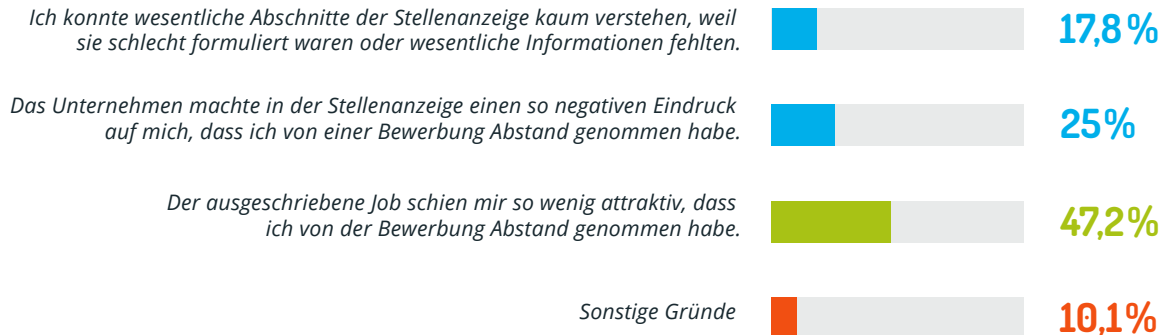 Ich konnte wesentliche Abschnitte der Stellenanzeige kaum verstehen, weil
sie schlecht formuliert waren oder wesentliche Informationen fehlten.
17,8 %
Das Unternehmen machte in der Stellenanzeige einen so negativen Eindruck
auf mich, dass ich von einer Bewerbung Abstand genommen habe.
25 %
Der ausgeschriebene Job schien mir so wenig attraktiv, dass
ich von der Bewerbung Abstand genommen habe.
47,2 %
Sonstige Gründe
10,1 %